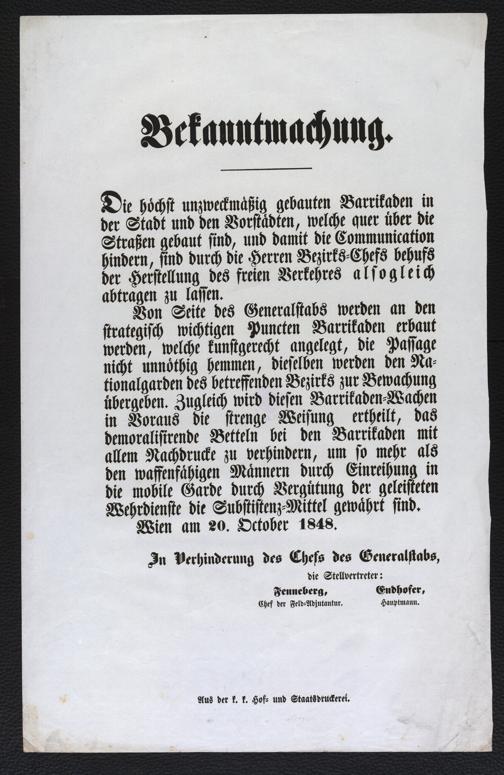 Bekanntmachung.
Die höchst unzweckmäßig gebauten Barrikaden in
der Stadt und den Vorstädten, welche quer über die
Straßen gebaut sind, und damit die Communication
hindern, sind durch die Herren Bezirks-Chefs behufs
der Herstellung des freien Verkehres alsogleich
abtragen zu lassen.
Von Seite des Generalstabs werden an den
strategisch wichtigen Puncten Barrikaden erbaut
werden, welche kunstgerecht angelegt, die Passage
nicht unnöthig hemmen, dieselben werden den Na-
tionalgarden des betreffenden Bezirks zur Bewachung
übergeben. Zugleich wird diesen Barrikaden-Wachen
in Voraus die strenge Weisung ertheilt, das
demoralisirende Betteln bei den Barrikaden mit
allem Nachdrucke zu verhindern, um so mehr als
den waffenfähigen Männern durch Einreihung in
die mobile Garde durch Vergütung der geleisteten
Wehrdienste die Substistenz-Mittel gewährt sind.
Wien am 20. October 1848.
In Verhinderung des Chefs des Generalstabs,
die Stellvertreter:
Fenneberg, Endhofer,
Chef der Feld-Adjutantur. Hauptmann.
Aus der k. k. Hof- und Staatsdruckerei.